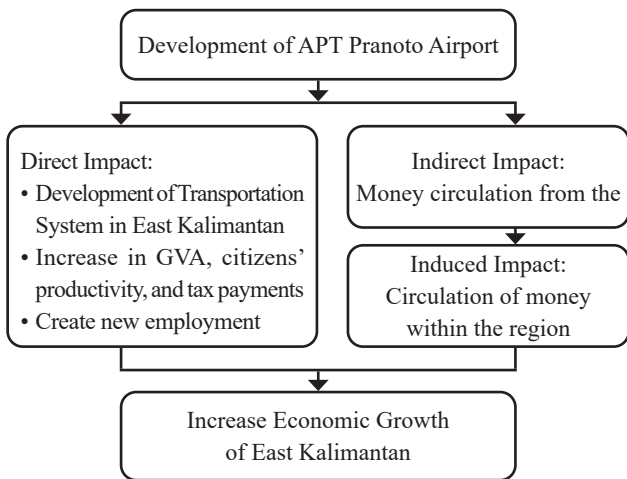 Development of APT Pranoto Airport
Direct Impact:
• Development of Transportation
System in East Kalimantan
• Increase in GVA, citizens'
productivity, and tax payments
• Create new employment
Indirect Impact:
Money circulation from the
Induced Impact:
Circulation of money
within the region
Increase Economic Growth
of East Kalimantan